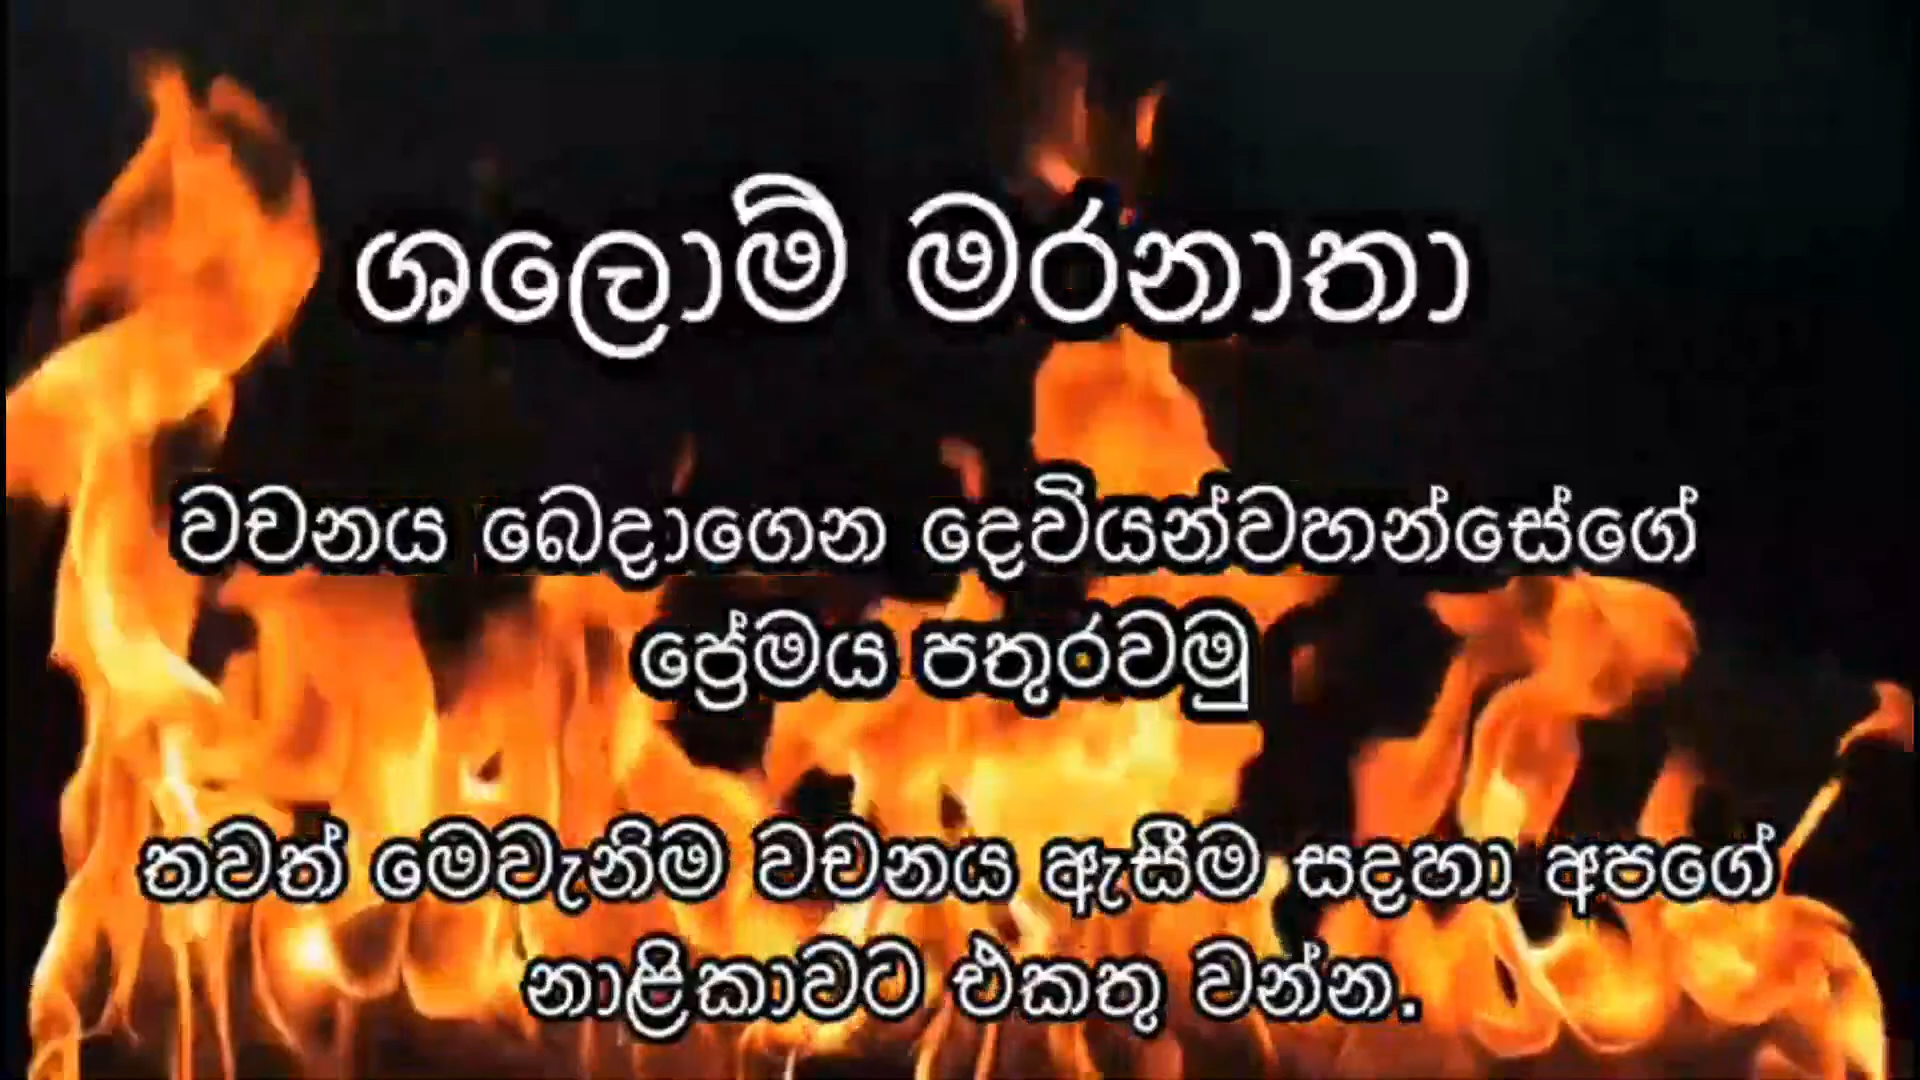 ශලොම් මරනාතා
වචනය බෙදාගෙන දෙවියන්වහන්සේගේ
ප්‍රේමය පතුරවමු
තවත් මෙවැනිම වචනය ඇසීම සදහා අපගේ
නාළිකාවට එකතු වන්න.